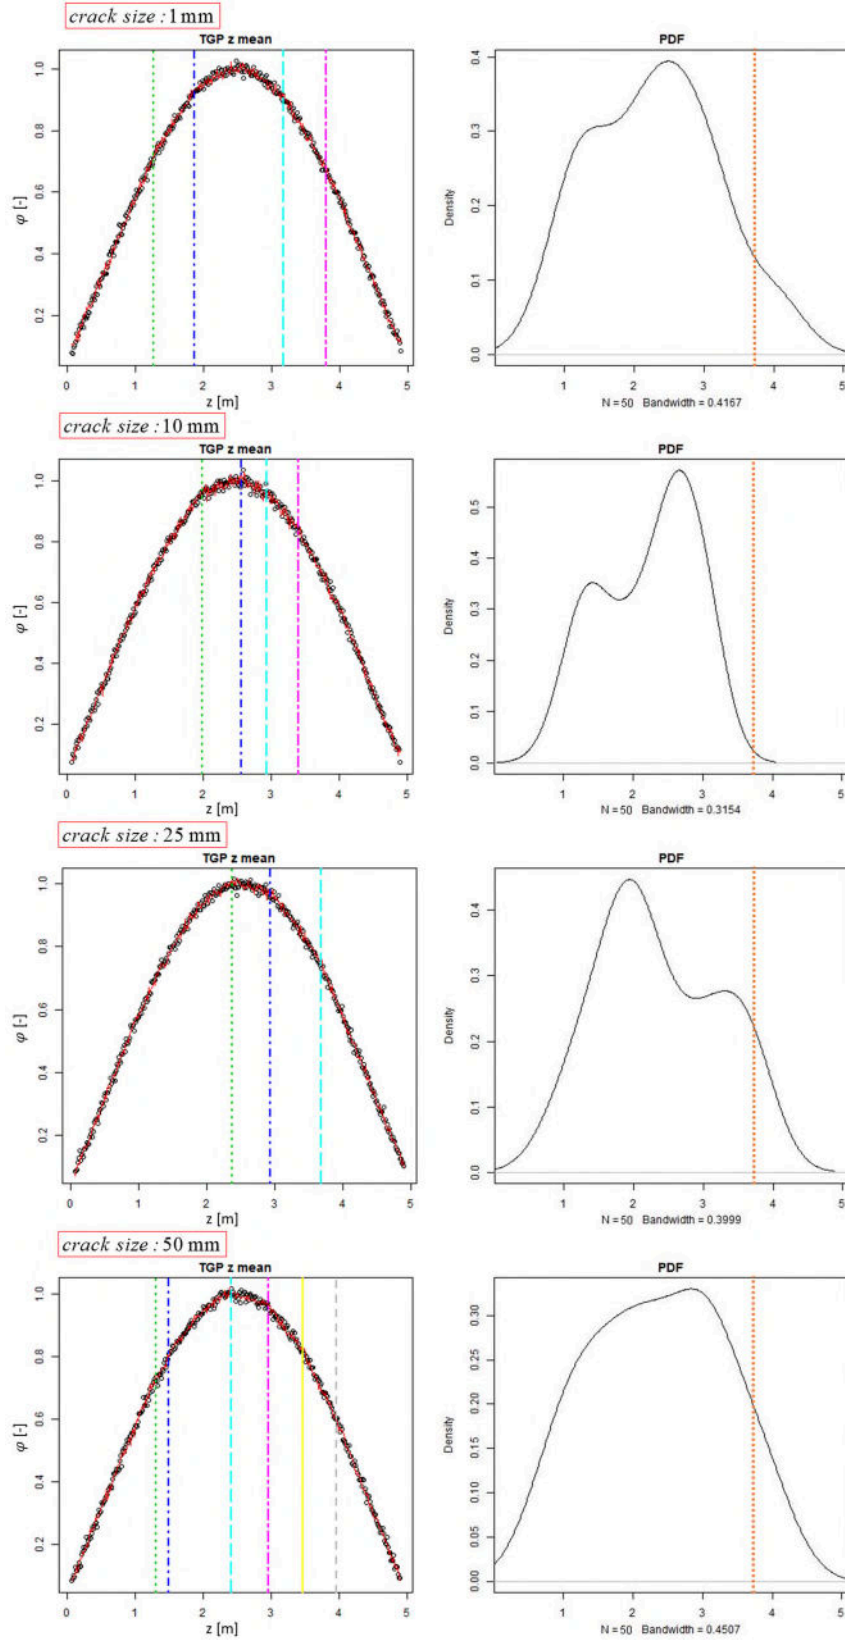 crack size : 1 mm
TGP z mean
φ [-]
0.2 0.4 0.6 0.8 1.0
0 1 2 3 4 5
z [m]
PDF
Density
0.0 0.1 0.2 0.3 0.4
1 2 3 4 5
N = 50 Bandwidth = 0.4167
crack size : 10 mm
TGP z mean
φ [-]
0.2 0.4 0.6 0.8 1.0
0 1 2 3 4 5
z [m]
PDF
Density
0.0 0.1 0.2 0.3 0.4 0.5
1 2 3 4 5
N = 50 Bandwidth = 0.3154
crack size : 25 mm
TGP z mean
φ [-]
0.2 0.4 0.6 0.8 1.0
0 1 2 3 4 5
z [m]
PDF
Density
0.0 0.1 0.2 0.3 0.4
1 2 3 4 5
N = 50 Bandwidth = 0.3999
crack size : 50 mm
TGP z mean
φ [-]
0.2 0.4 0.6 0.8 1.0
0 1 2 3 4 5
z [m]
PDF
Density
0.00 0.05 0.10 0.15 0.20 0.25 0.30
1 2 3 4 5
N = 50 Bandwidth = 0.4507